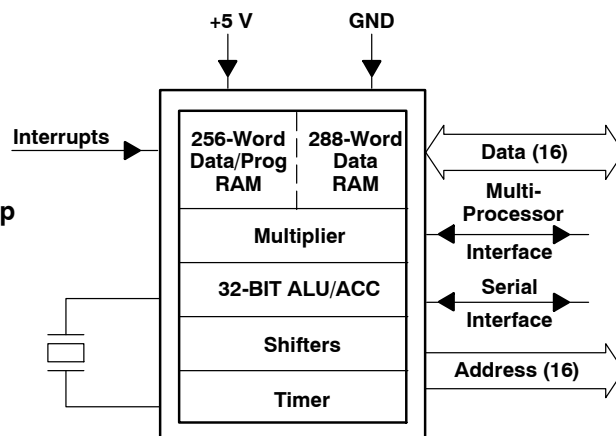 +5 V
GND
Interrupts
256-Word
Data/Prog
RAM
288-Word
Data
RAM
Data (16)
Multi-
Processor
Interface
p
Multiplier
32-BIT ALU/ACC
Serial
Interface
Shifters
Address (16)
Timer